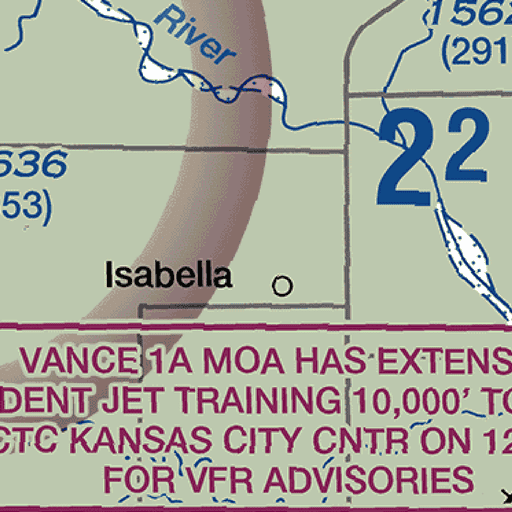 River
1562
(291
22
636
53)
Isabella
VANCE 1A MOA HAS EXTENS
DENT JET TRAINING 10,000' TO
CTC KANSAS CITY CNTR ON 12
FOR VFR ADVISORIES